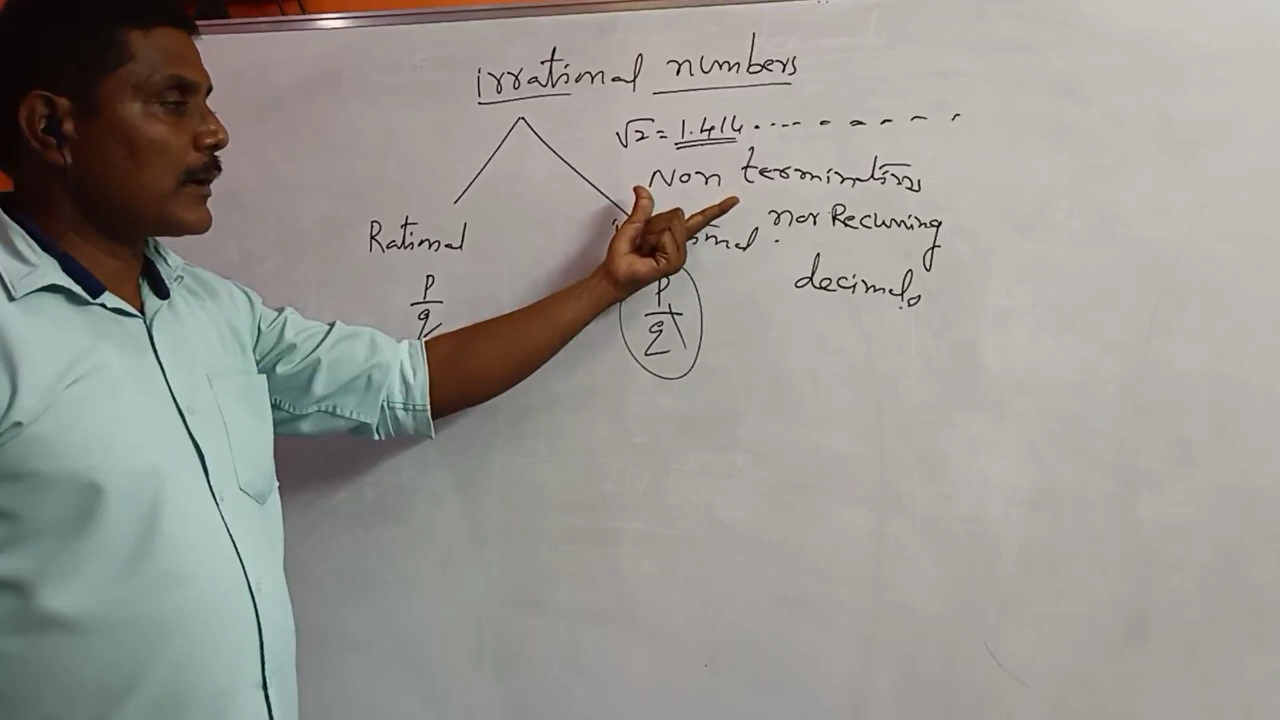 irrational numbers
√2 = 1.414 ..... - - - - -
Non terminating
Rational
nor Recurring
decimals
P/q
P/q